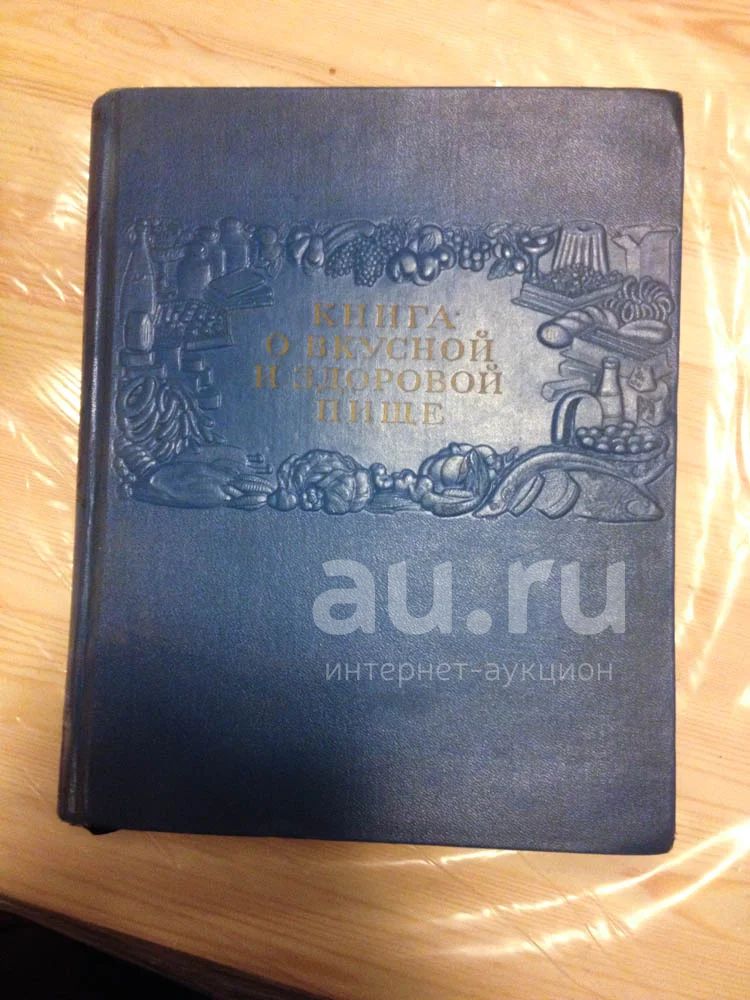 КНИГА
О ВКУСНОЙ
И ЗДОРОВОЙ
ПИЩЕ
au.ru
интернет-аукцион